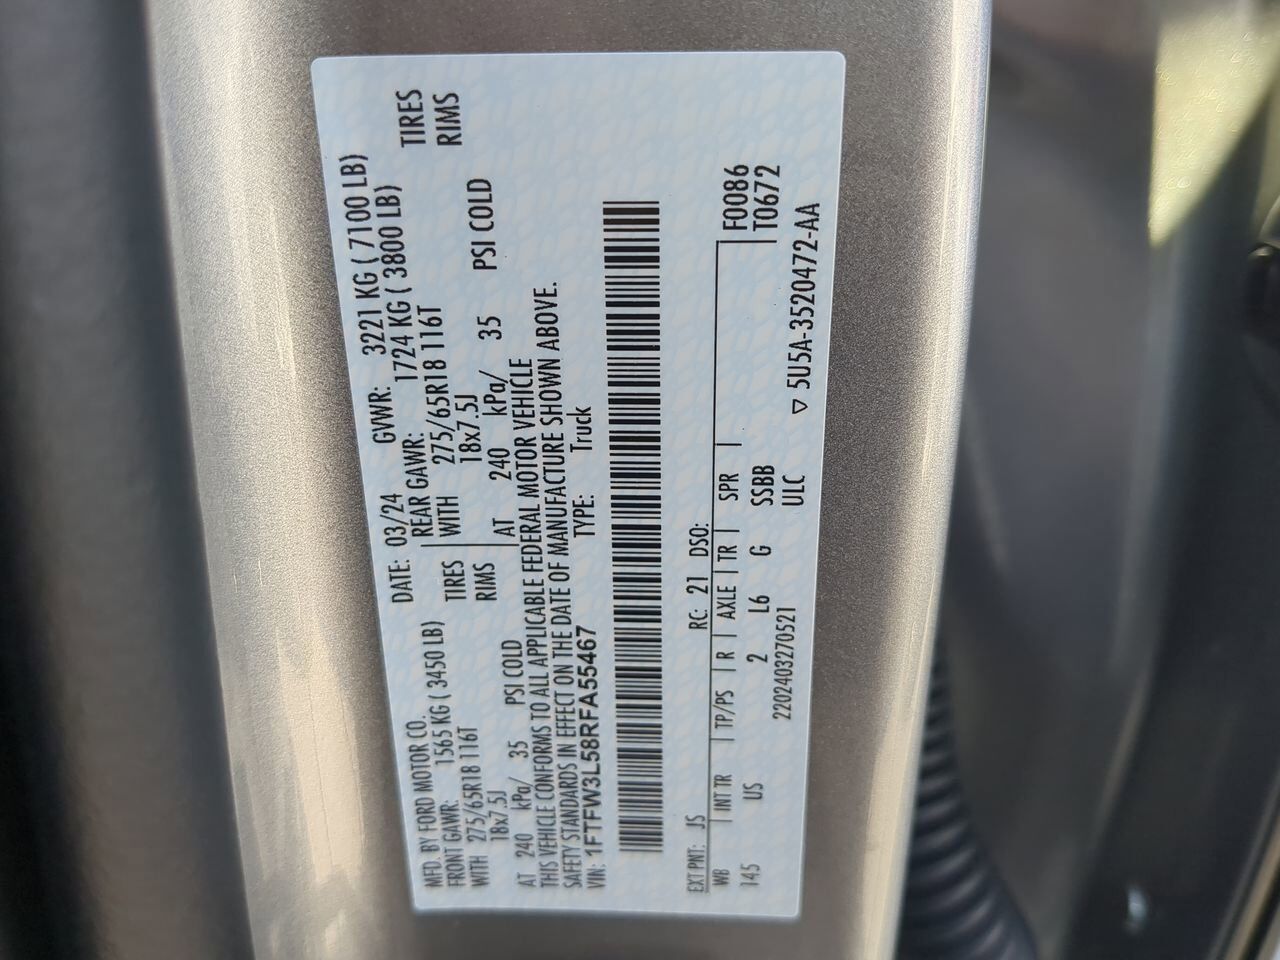 MFD. BY FORD MOTOR CO. DATE: 03/24 GVWR: 3221 KG ( 7100 LB)
FRONT GAWR: 1565 KG ( 3450 LB) REAR GAWR: 1724 KG ( 3800 LB)
WITH 275/65R18 116T TIRES WITH 275/65R18 116T TIRES
18x7.5J RIMS 18x7.5J RIMS
AT 240 kPa/ 35 PSI COLD AT 240 kPa/ 35 PSI COLD
THIS VEHICLE CONFORMS TO ALL APPLICABLE FEDERAL MOTOR VEHICLE
SAFETY STANDARDS IN EFFECT ON THE DATE OF MANUFACTURE SHOWN ABOVE.
VIN: 1FTFW3L58RFA55467 TYPE: Truck
EXT PNT: JS RC: 21 DSO:
WB INT TR TP/PS R AXLE TR SPR F0086
145 US 2 L6 G SSBB T0672
2202403270521 ULC
▽ 5U5A-3520472-AA